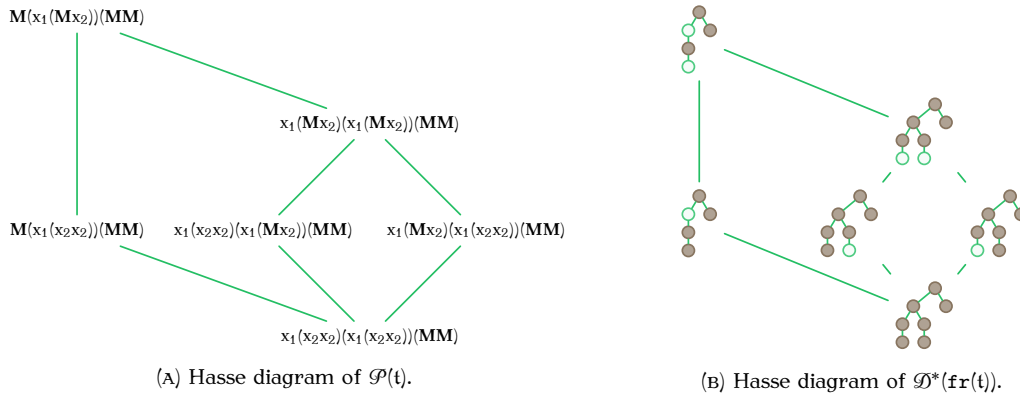 𝐌(x₁(𝐌x₂))(𝐌𝐌)
x₁(𝐌x₂)(x₁(𝐌x₂))(𝐌𝐌)
𝐌(x₁(x₂x₂))(𝐌𝐌) x₁(x₂x₂)(x₁(𝐌x₂))(𝐌𝐌) x₁(𝐌x₂)(x₁(x₂x₂))(𝐌𝐌)
x₁(x₂x₂)(x₁(x₂x₂))(𝐌𝐌)
(A) Hasse diagram of 𝒫(𝔱).
(B) Hasse diagram of 𝒟*(fr(𝔱)).